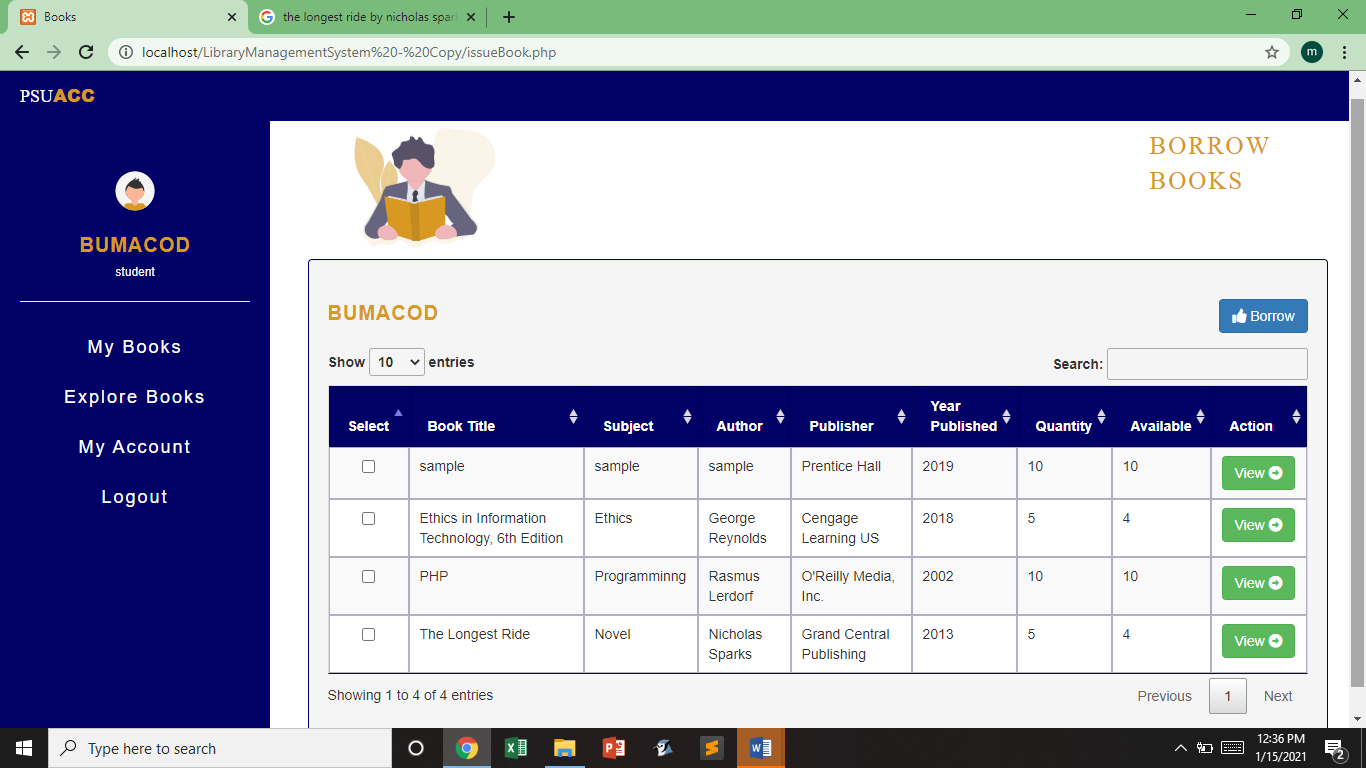 Books
the longest ride by nicholas spar
localhost/LibraryManagementSystem%20-%20Copy/issueBook.php
m
PSUACC
BUMACOD
student
My Books
Explore Books
My Account
Logout
BORROW
BOOKS
BUMACOD
Borrow
Show 10 entries
Search:
Select Book Title Subject Author Publisher Year Published Quantity Available Action
sample sample sample Prentice Hall 2019 10 10 View
Ethics in Information Ethics George Cengage 2018 5 4 View
Technology, 6th Edition Reynolds Learning US
PHP Programminng Rasmus O'Reilly Media, 2002 10 10 View
Lerdorf Inc.
The Longest Ride Novel Nicholas Grand Central 2013 5 4 View
Sparks Publishing
Showing 1 to 4 of 4 entries
Previous 1 Next
Type here to search
12:36 PM
1/15/2021
2